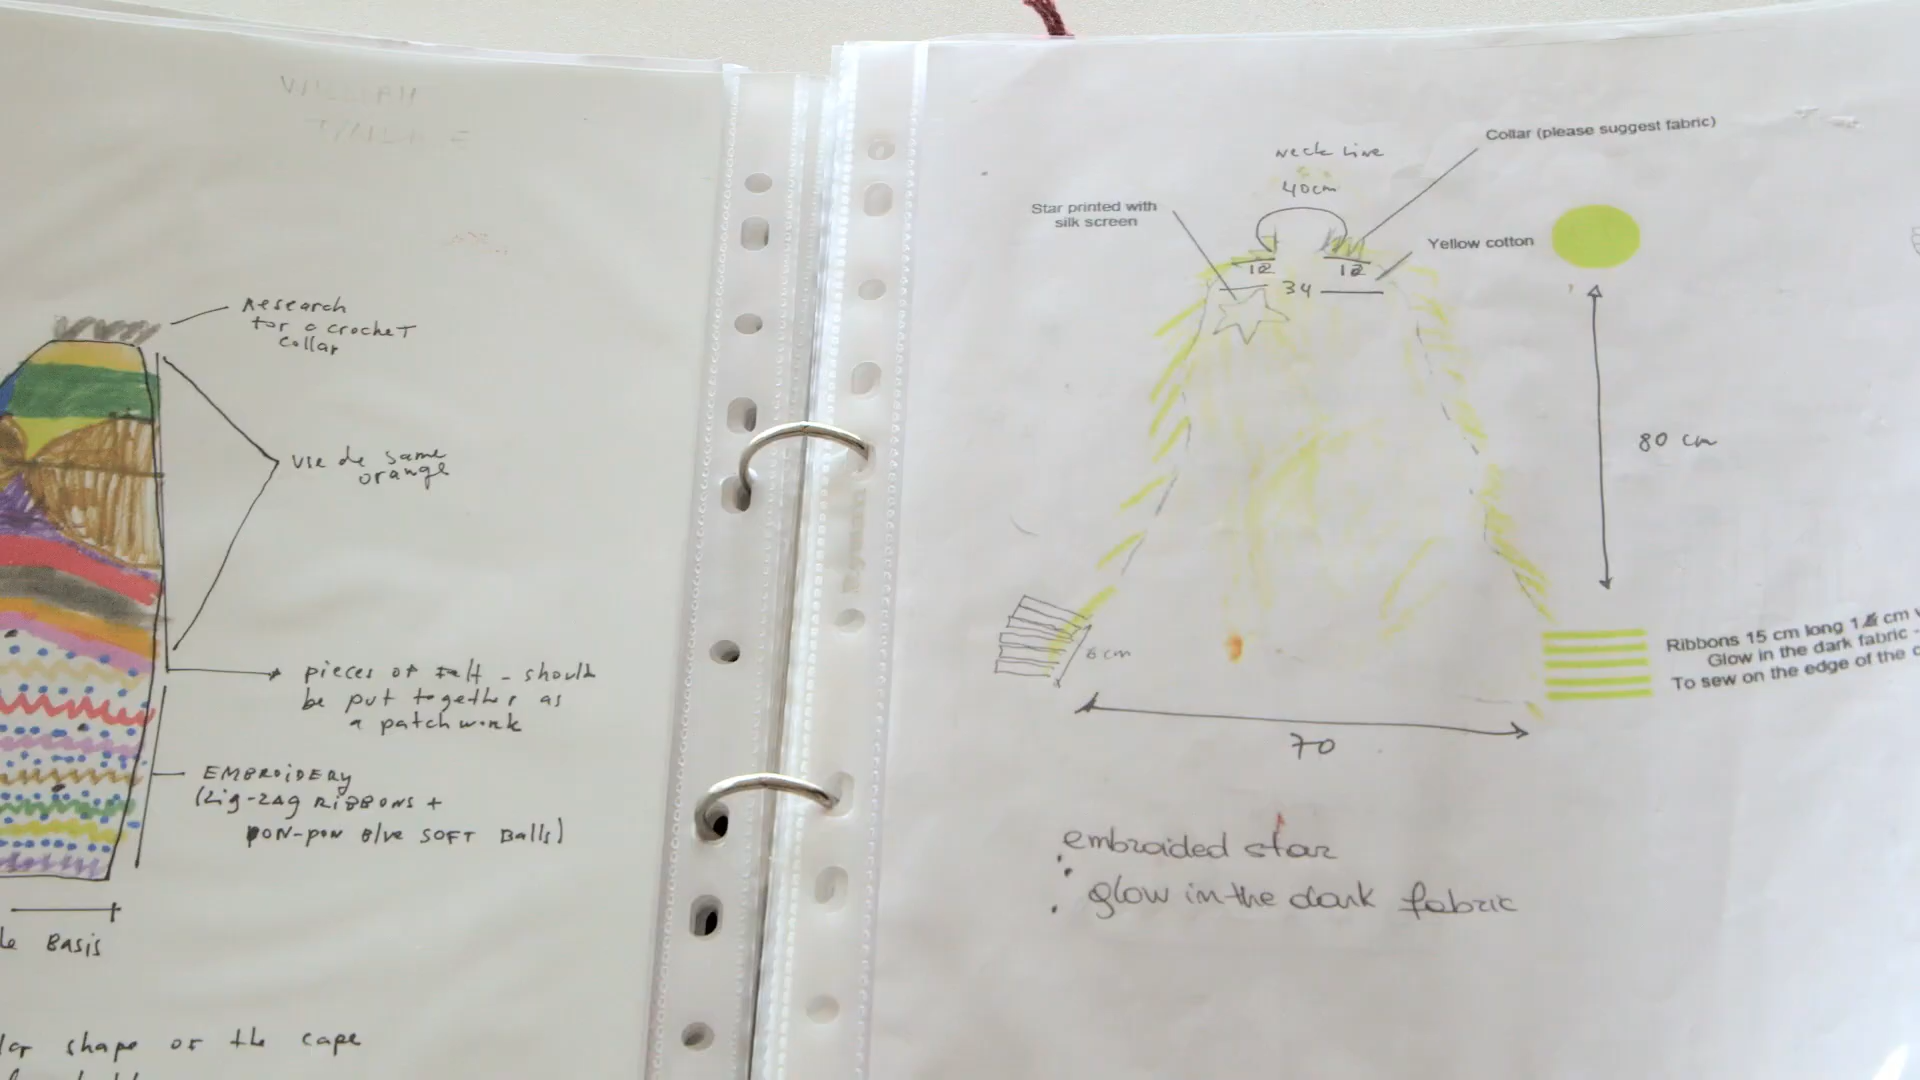 Research
for a crochet
collar
Use de same
orange
pieces of felt - should
be put together as
a patchwork
EMBROIDERY
(zig-zag RiBBONS +
PON-PON blue SOFT Balls)
BASIS
shape of the cape
Neck Line
40cm
Collar (please suggest fabric)
Star printed with
silk screen
Yellow cotton
12
12
34
80 cm
6 cm
Ribbons 15 cm long
cm
Glow in the dark fabric -
To sew on the edge of the
70
embroided star
glow in the dark fabric